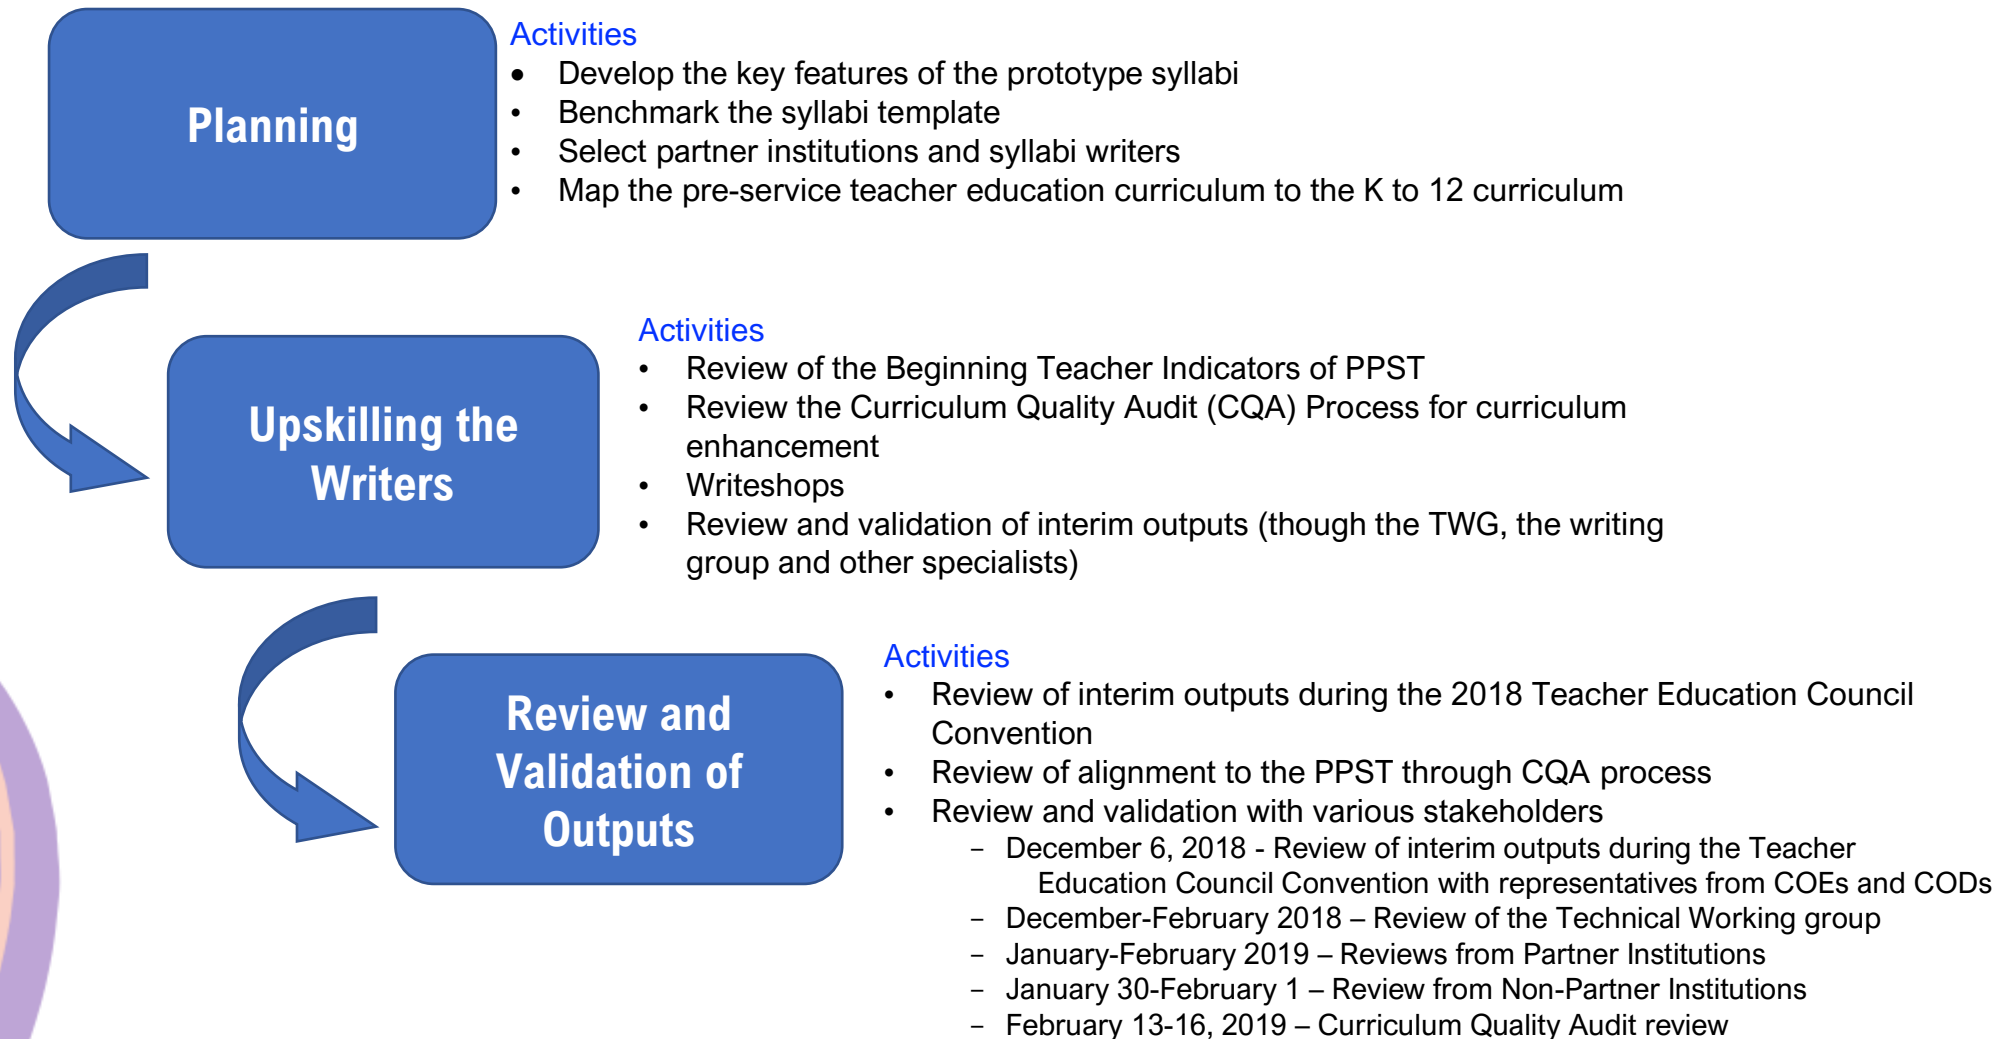 Planning
Activities
• Develop the key features of the prototype syllabi
• Benchmark the syllabi template
• Select partner institutions and syllabi writers
• Map the pre-service teacher education curriculum to the K to 12 curriculum
Upskilling the
Writers
Activities
• Review of the Beginning Teacher Indicators of PPST
• Review the Curriculum Quality Audit (CQA) Process for curriculum
enhancement
• Writeshops
• Review and validation of interim outputs (though the TWG, the writing
group and other specialists)
Review and
Validation of
Outputs
Activities
• Review of interim outputs during the 2018 Teacher Education Council
Convention
• Review of alignment to the PPST through CQA process
• Review and validation with various stakeholders
– December 6, 2018 - Review of interim outputs during the Teacher
Education Council Convention with representatives from COEs and CODs
– December-February 2018 – Review of the Technical Working group
– January-February 2019 – Reviews from Partner Institutions
– January 30-February 1 – Review from Non-Partner Institutions
– February 13-16, 2019 – Curriculum Quality Audit review